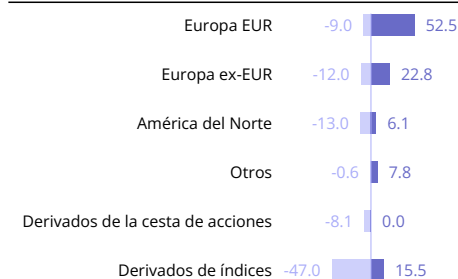 Europa EUR -9.0 52.5
Europa ex-EUR -12.0 22.8
América del Norte -13.0 6.1
Otros -0.6 7.8
Derivados de la cesta de acciones -8.1 0.0
Derivados de índices -47.0 15.5